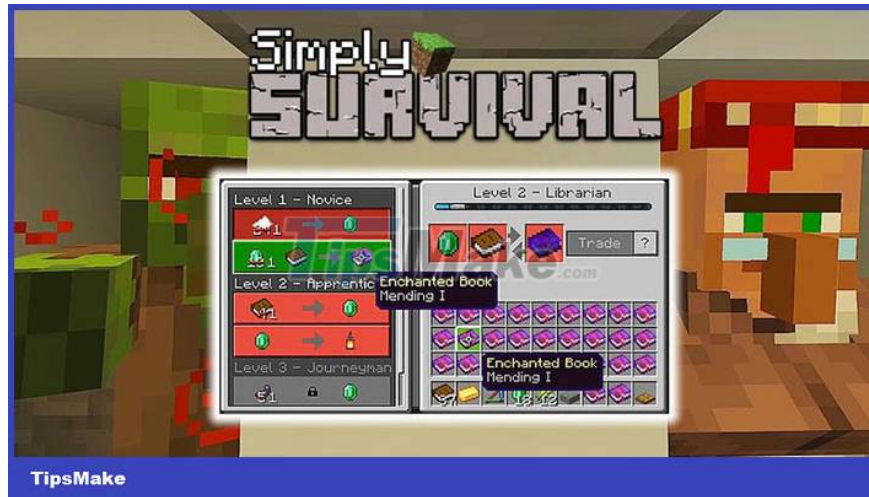 Simply
SURVIVAL
Level 1 - Novice
Level 2 - Librarian
Trade ?
TipsMake.com
Level 2 - Apprentic
Enchanted Book
Mending I
Enchanted Book
Mending I
Level 3 - Journeyman
TipsMake